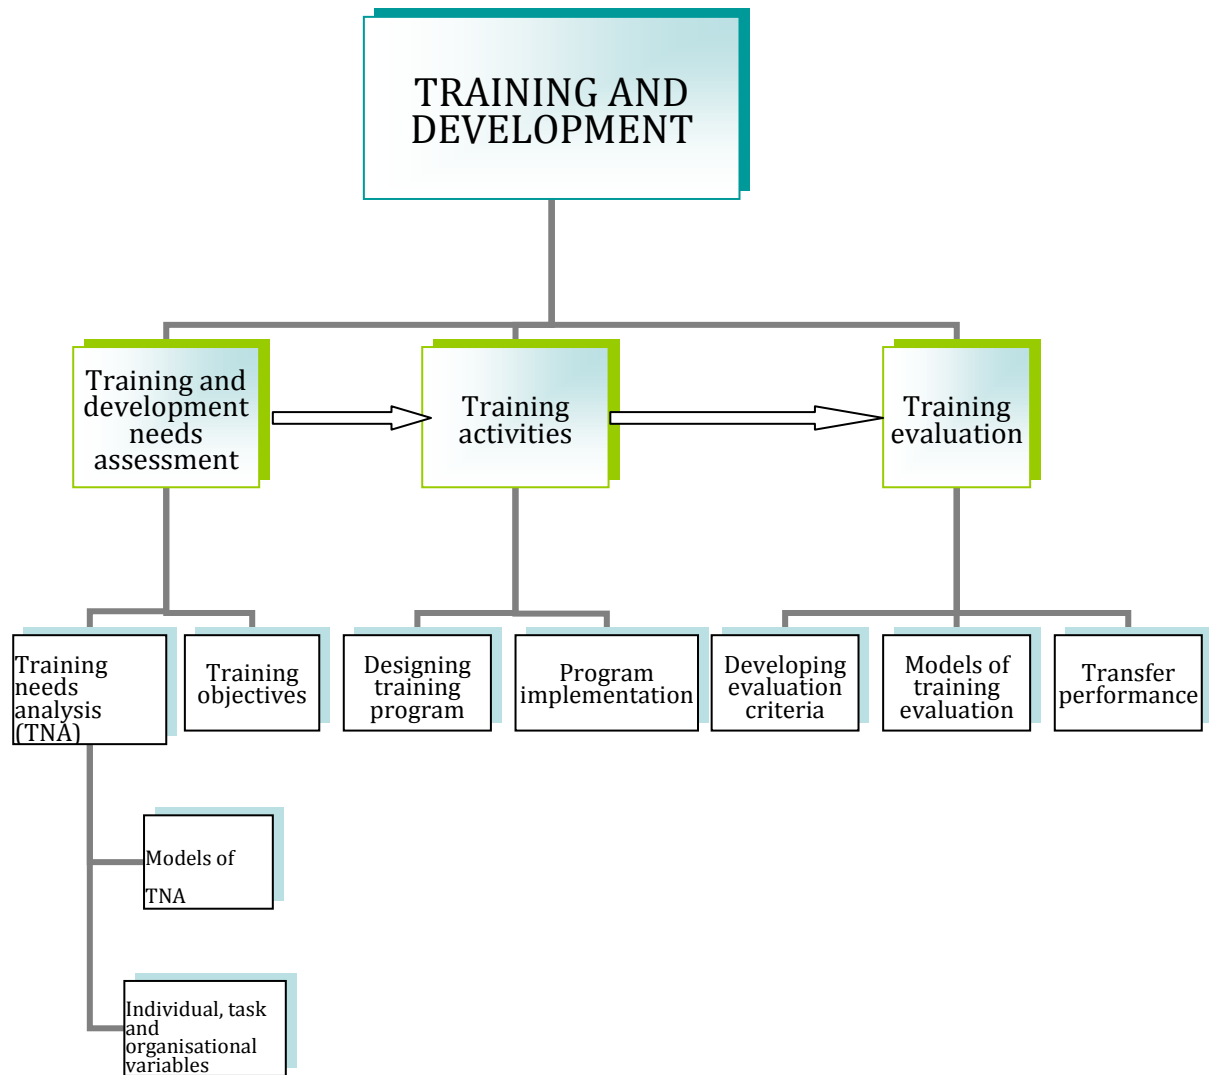 TRAINING AND
DEVELOPMENT
Training and
development
needs
assessment
Training
activities
Training
evaluation
Training
needs
analysis
(TNA)
Training
objectives
Designing
training
program
Program
implementation
Developing
evaluation
criteria
Models of
training
evaluation
Transfer
performance
Models of
TNA
Individual, task
and
organisational
variables